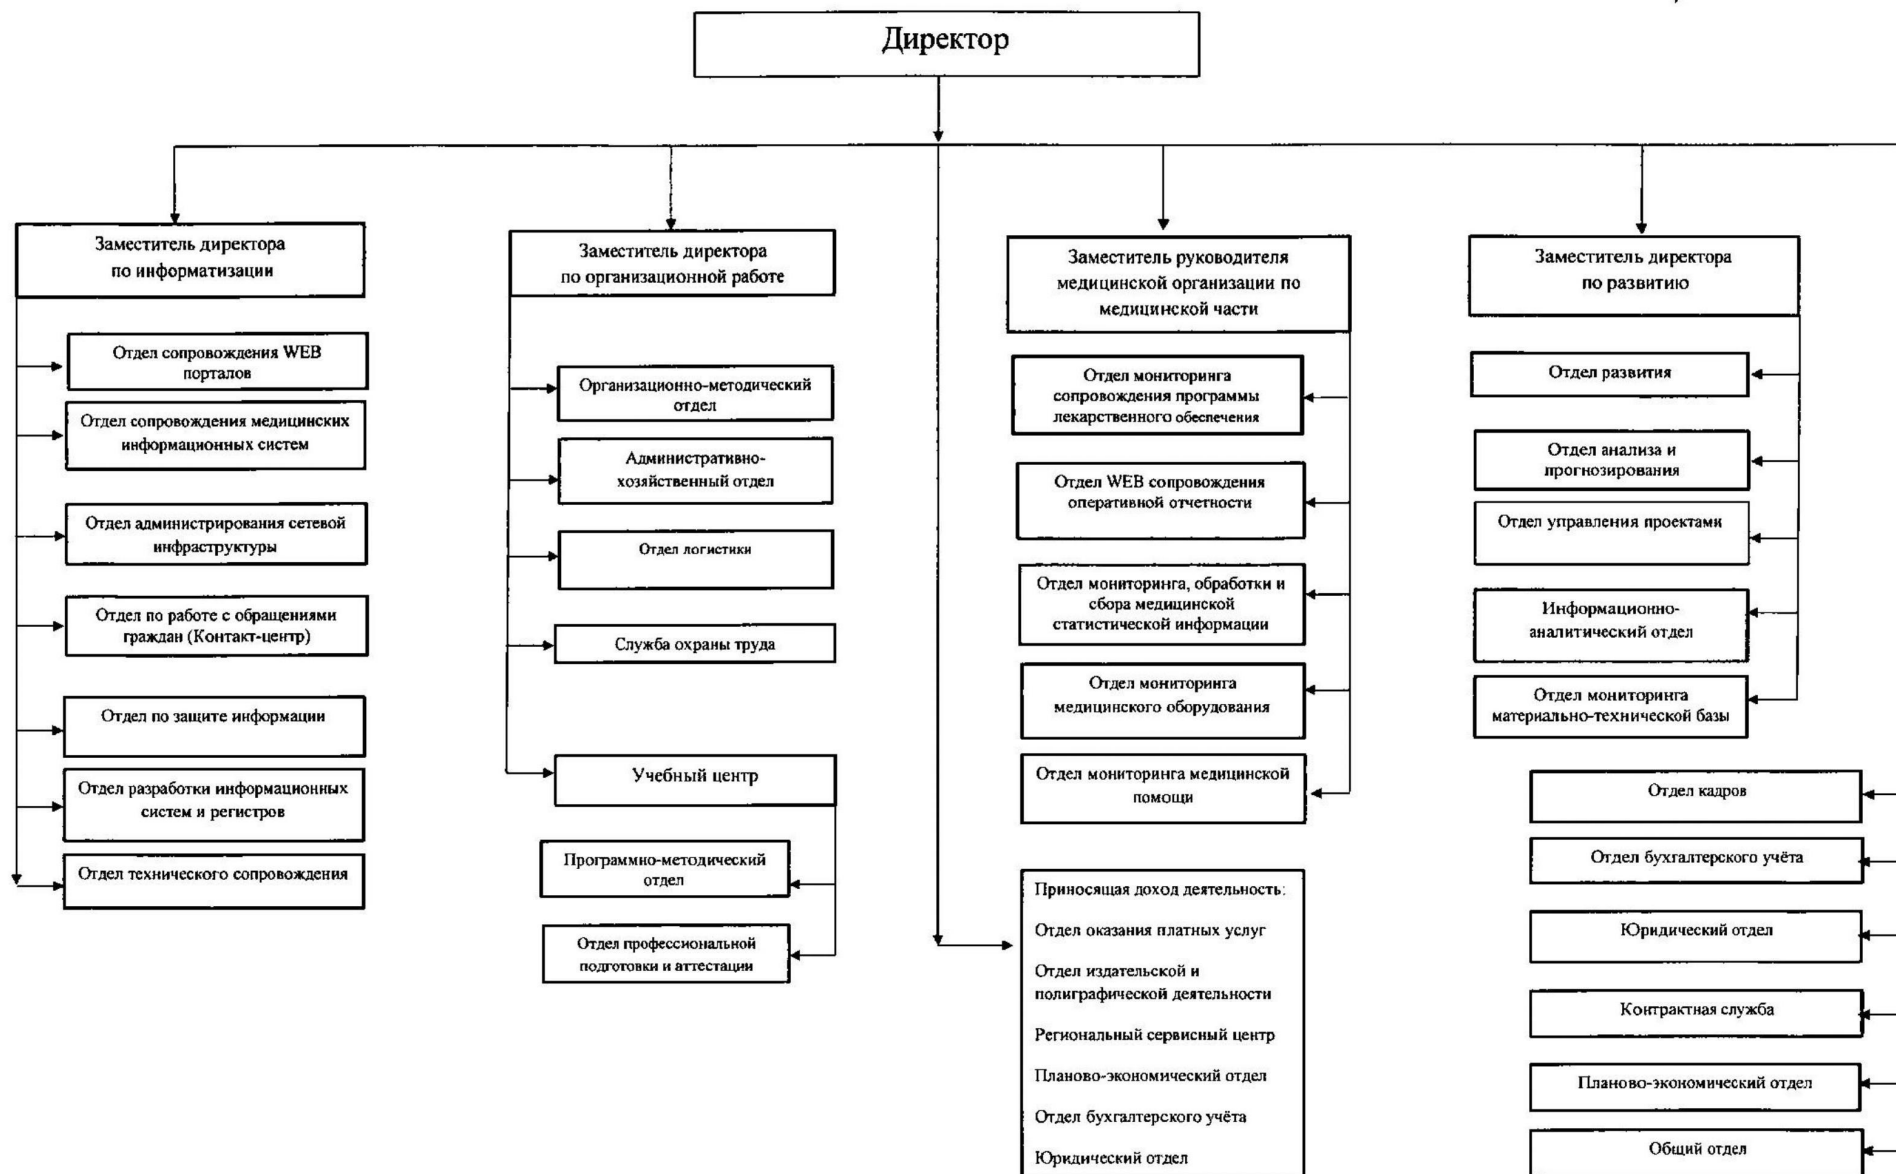 Директор
Заместитель директора
по информатизации
Отдел сопровождения WEB
порталов
Отдел сопровождения медицинских
информационных систем
Отдел администрирования сетевой
инфраструктуры
Отдел по работе с обращениями
граждан (Контакт-центр)
Отдел по защите информации
Отдел разработки информационных
систем и регистров
Отдел технического сопровождения
Заместитель директора
по организационной работе
Организационно-методический
отдел
Административно-
хозяйственный отдел
Отдел логистики
Служба охраны труда
Учебный центр
Программно-методический
отдел
Отдел профессиональной
подготовки и аттестации
Заместитель руководителя
медицинской организации по
медицинской части
Отдел мониторинга
сопровождения программы
лекарственного обеспечения
Отдел WEB сопровождения
оперативной отчетности
Отдел мониторинга, обработки и
сбора медицинской
статистической информации
Отдел мониторинга
медицинского оборудования
Отдел мониторинга медицинской
помощи
Приносящая доход деятельность:
Отдел оказания платных услуг
Отдел издательской и
полиграфической деятельности
Региональный сервисный центр
Планово-экономический отдел
Отдел бухгалтерского учёта
Юридический отдел
Заместитель директора
по развитию
Отдел развития
Отдел анализа и
прогнозирования
Отдел управления проектами
Информационно-
аналитический отдел
Отдел мониторинга
материально-технической базы
Отдел кадров
Отдел бухгалтерского учёта
Юридический отдел
Контрактная служба
Планово-экономический отдел
Общий отдел